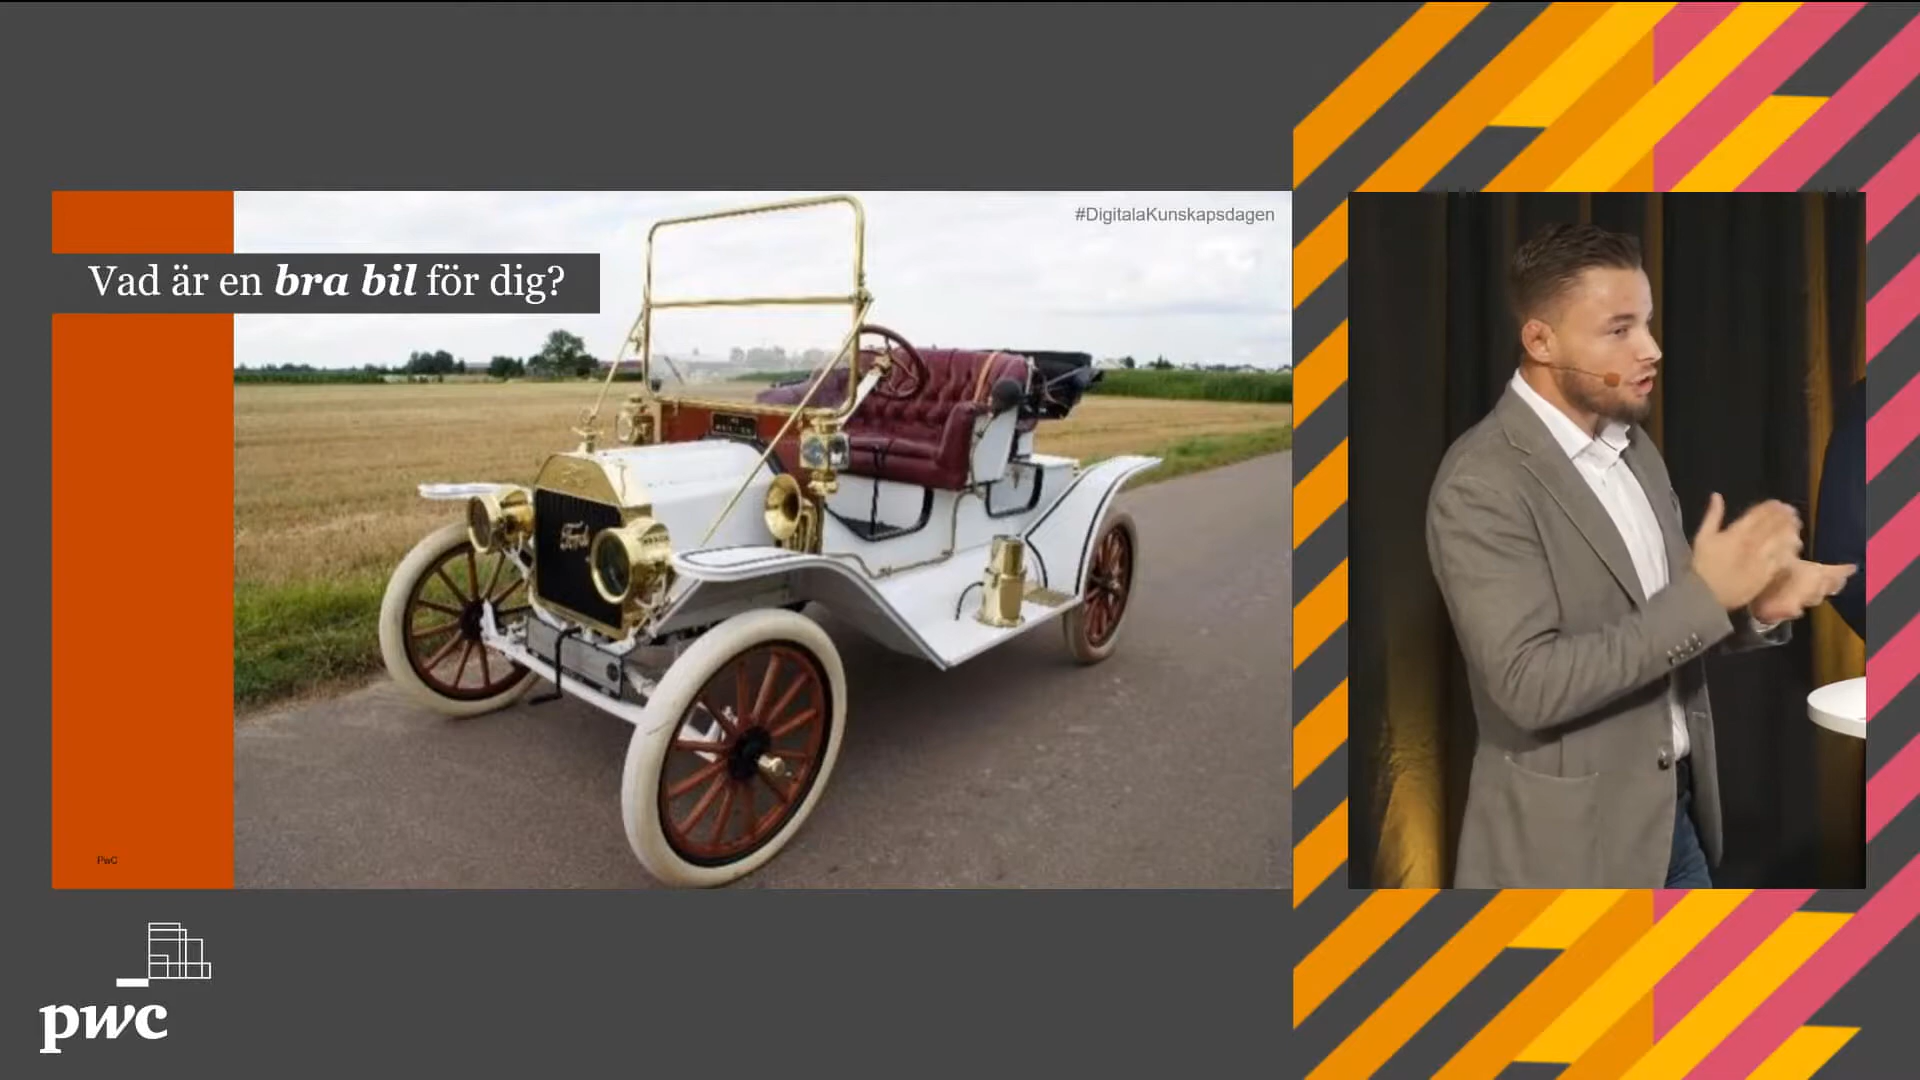 #DigitalaKunskapsdagen
Vad är en bra bil för dig?
Ford
PwC
pwc